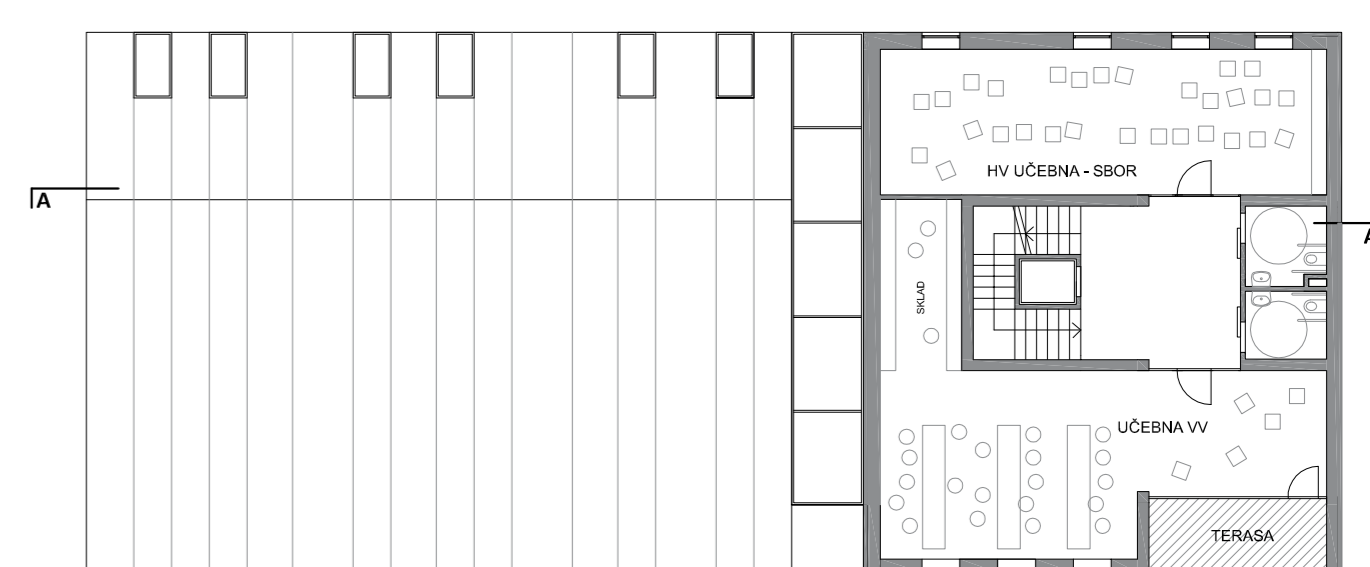 HV UČEBNA - SBOR
A
A
SKLAD
UČEBNA VV
TERASA